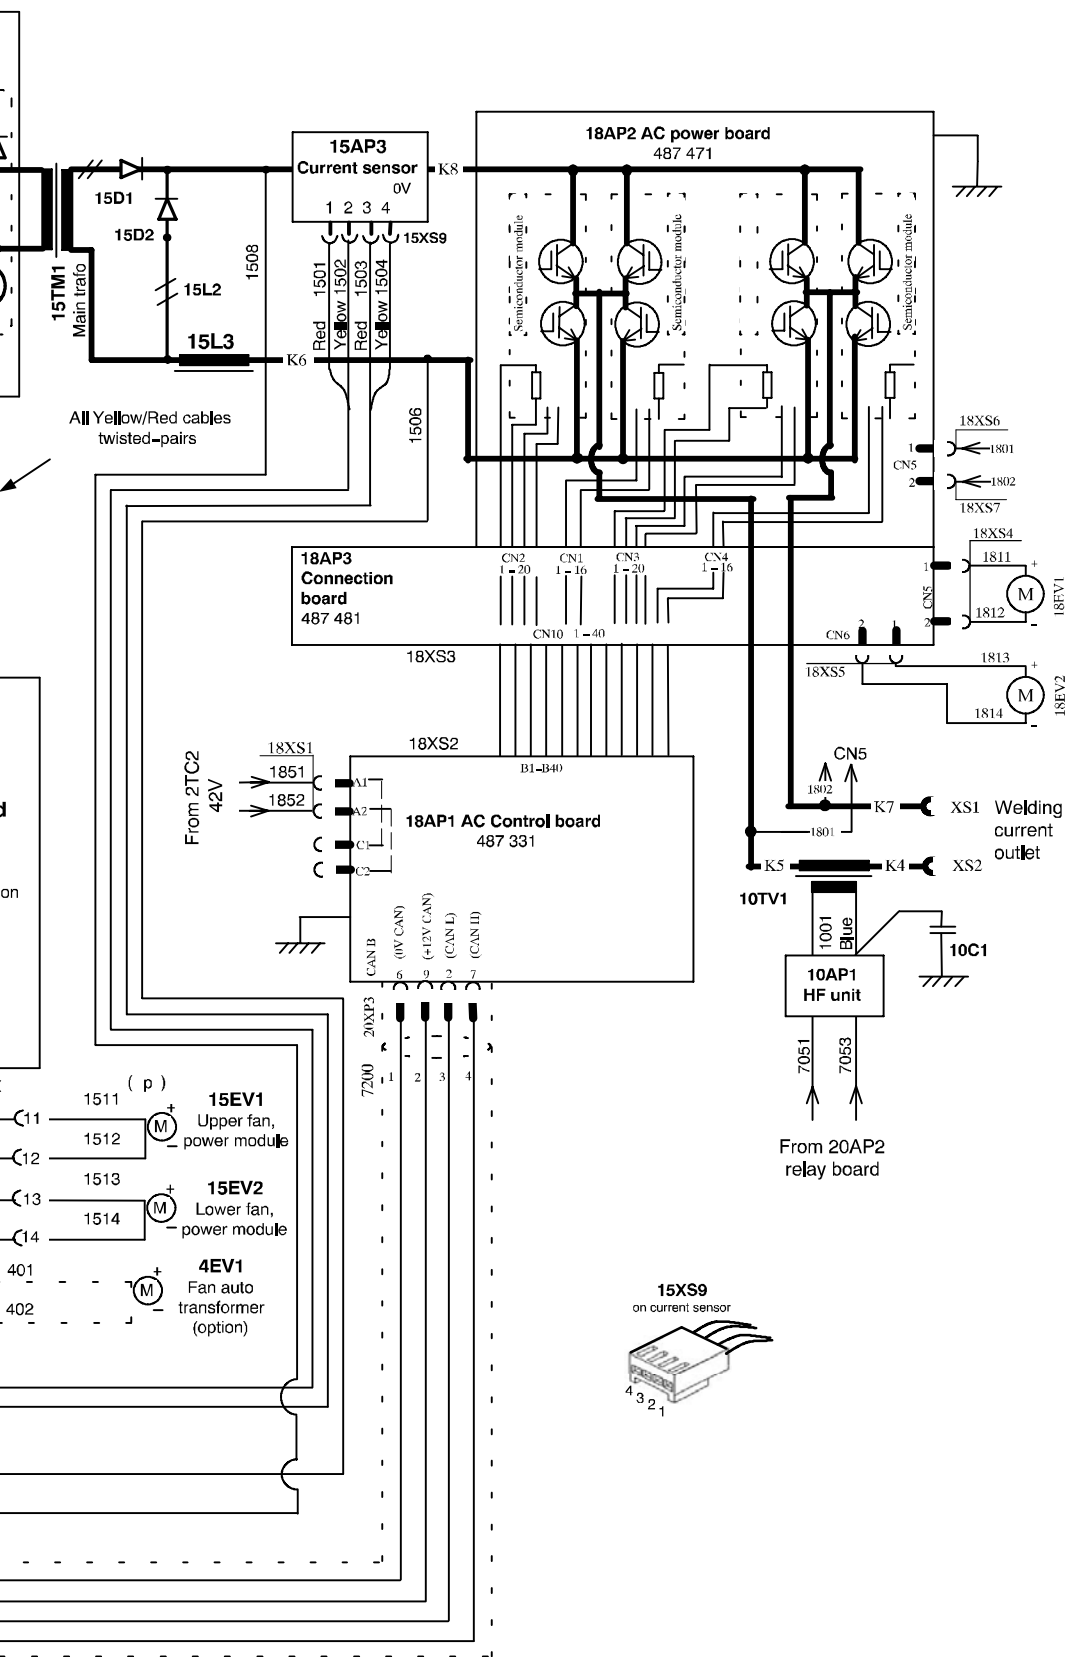 18AP2 AC power board
487 471
15AP3
Current sensor
0V
1 2 3 4
K8
15XS9
15D1
15D2
15L2
15L3
K6
15TM1
Main trafo
1508
Red 1501
Yellow 1502
Red 1503
Yellow 1504
1506
Semiconductor module
Semiconductor module
Semiconductor module
All Yellow/Red cables
twisted-pairs
18XS6
1
1801
CN5
2
1802
18XS7
18XS4
18AP3
Connection
board
487 481
CN2
1 - 20
CN1
1 - 16
CN3
1 - 20
CN4
1 - 16
1
CN5
2
1811
1812
+
M
-
18EV1
CN10 1 - 40
CN6
2 1
18XS3
18XS5
1813
1814
+
M
-
18EV2
18XS2
B1-B40
18XS1
From 2TC2
42V
1851
1852
A1
A2
C1
C2
18AP1 AC Control board
487 331
CN5
1802
1801
K7
XS1
Welding
current
outlet
K5
K4
XS2
10TV1
1001
Blue
10C1
10AP1
HF unit
7051
7053
From 20AP2
relay board
CAN B
(0V CAN)
(+12V CAN)
(CAN L)
(CAN H)
6 9 2 7
20XP3
7200
1 2 3 4
d
on
( p )
11
1511
12
1512
+
M
-
15EV1
Upper fan,
power module
13
1513
14
1514
+
M
-
15EV2
Lower fan,
power module
401
402
+
M
-
4EV1
Fan auto
transformer
(option)
15XS9
on current sensor
4 3 2 1